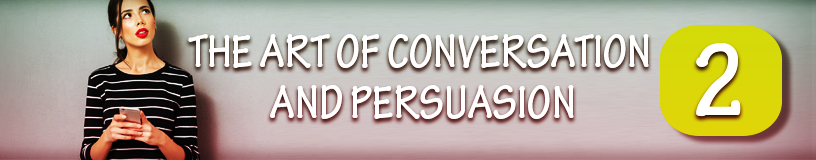 THE ART OF CONVERSATION
AND PERSUASION
2